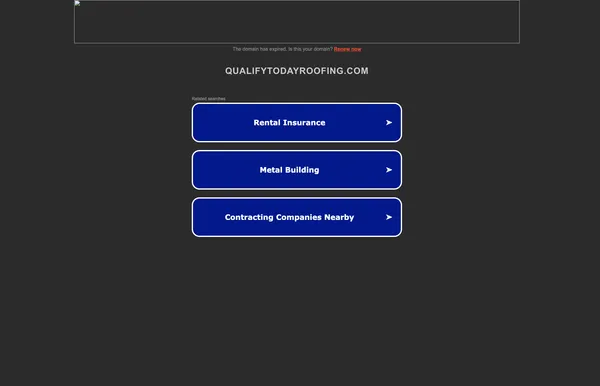 The domain has expired. Is this your domain? Renew now
QUALIFYTODAYROOFING.COM
Related searches
Rental Insurance
Metal Building
Contracting Companies Nearby